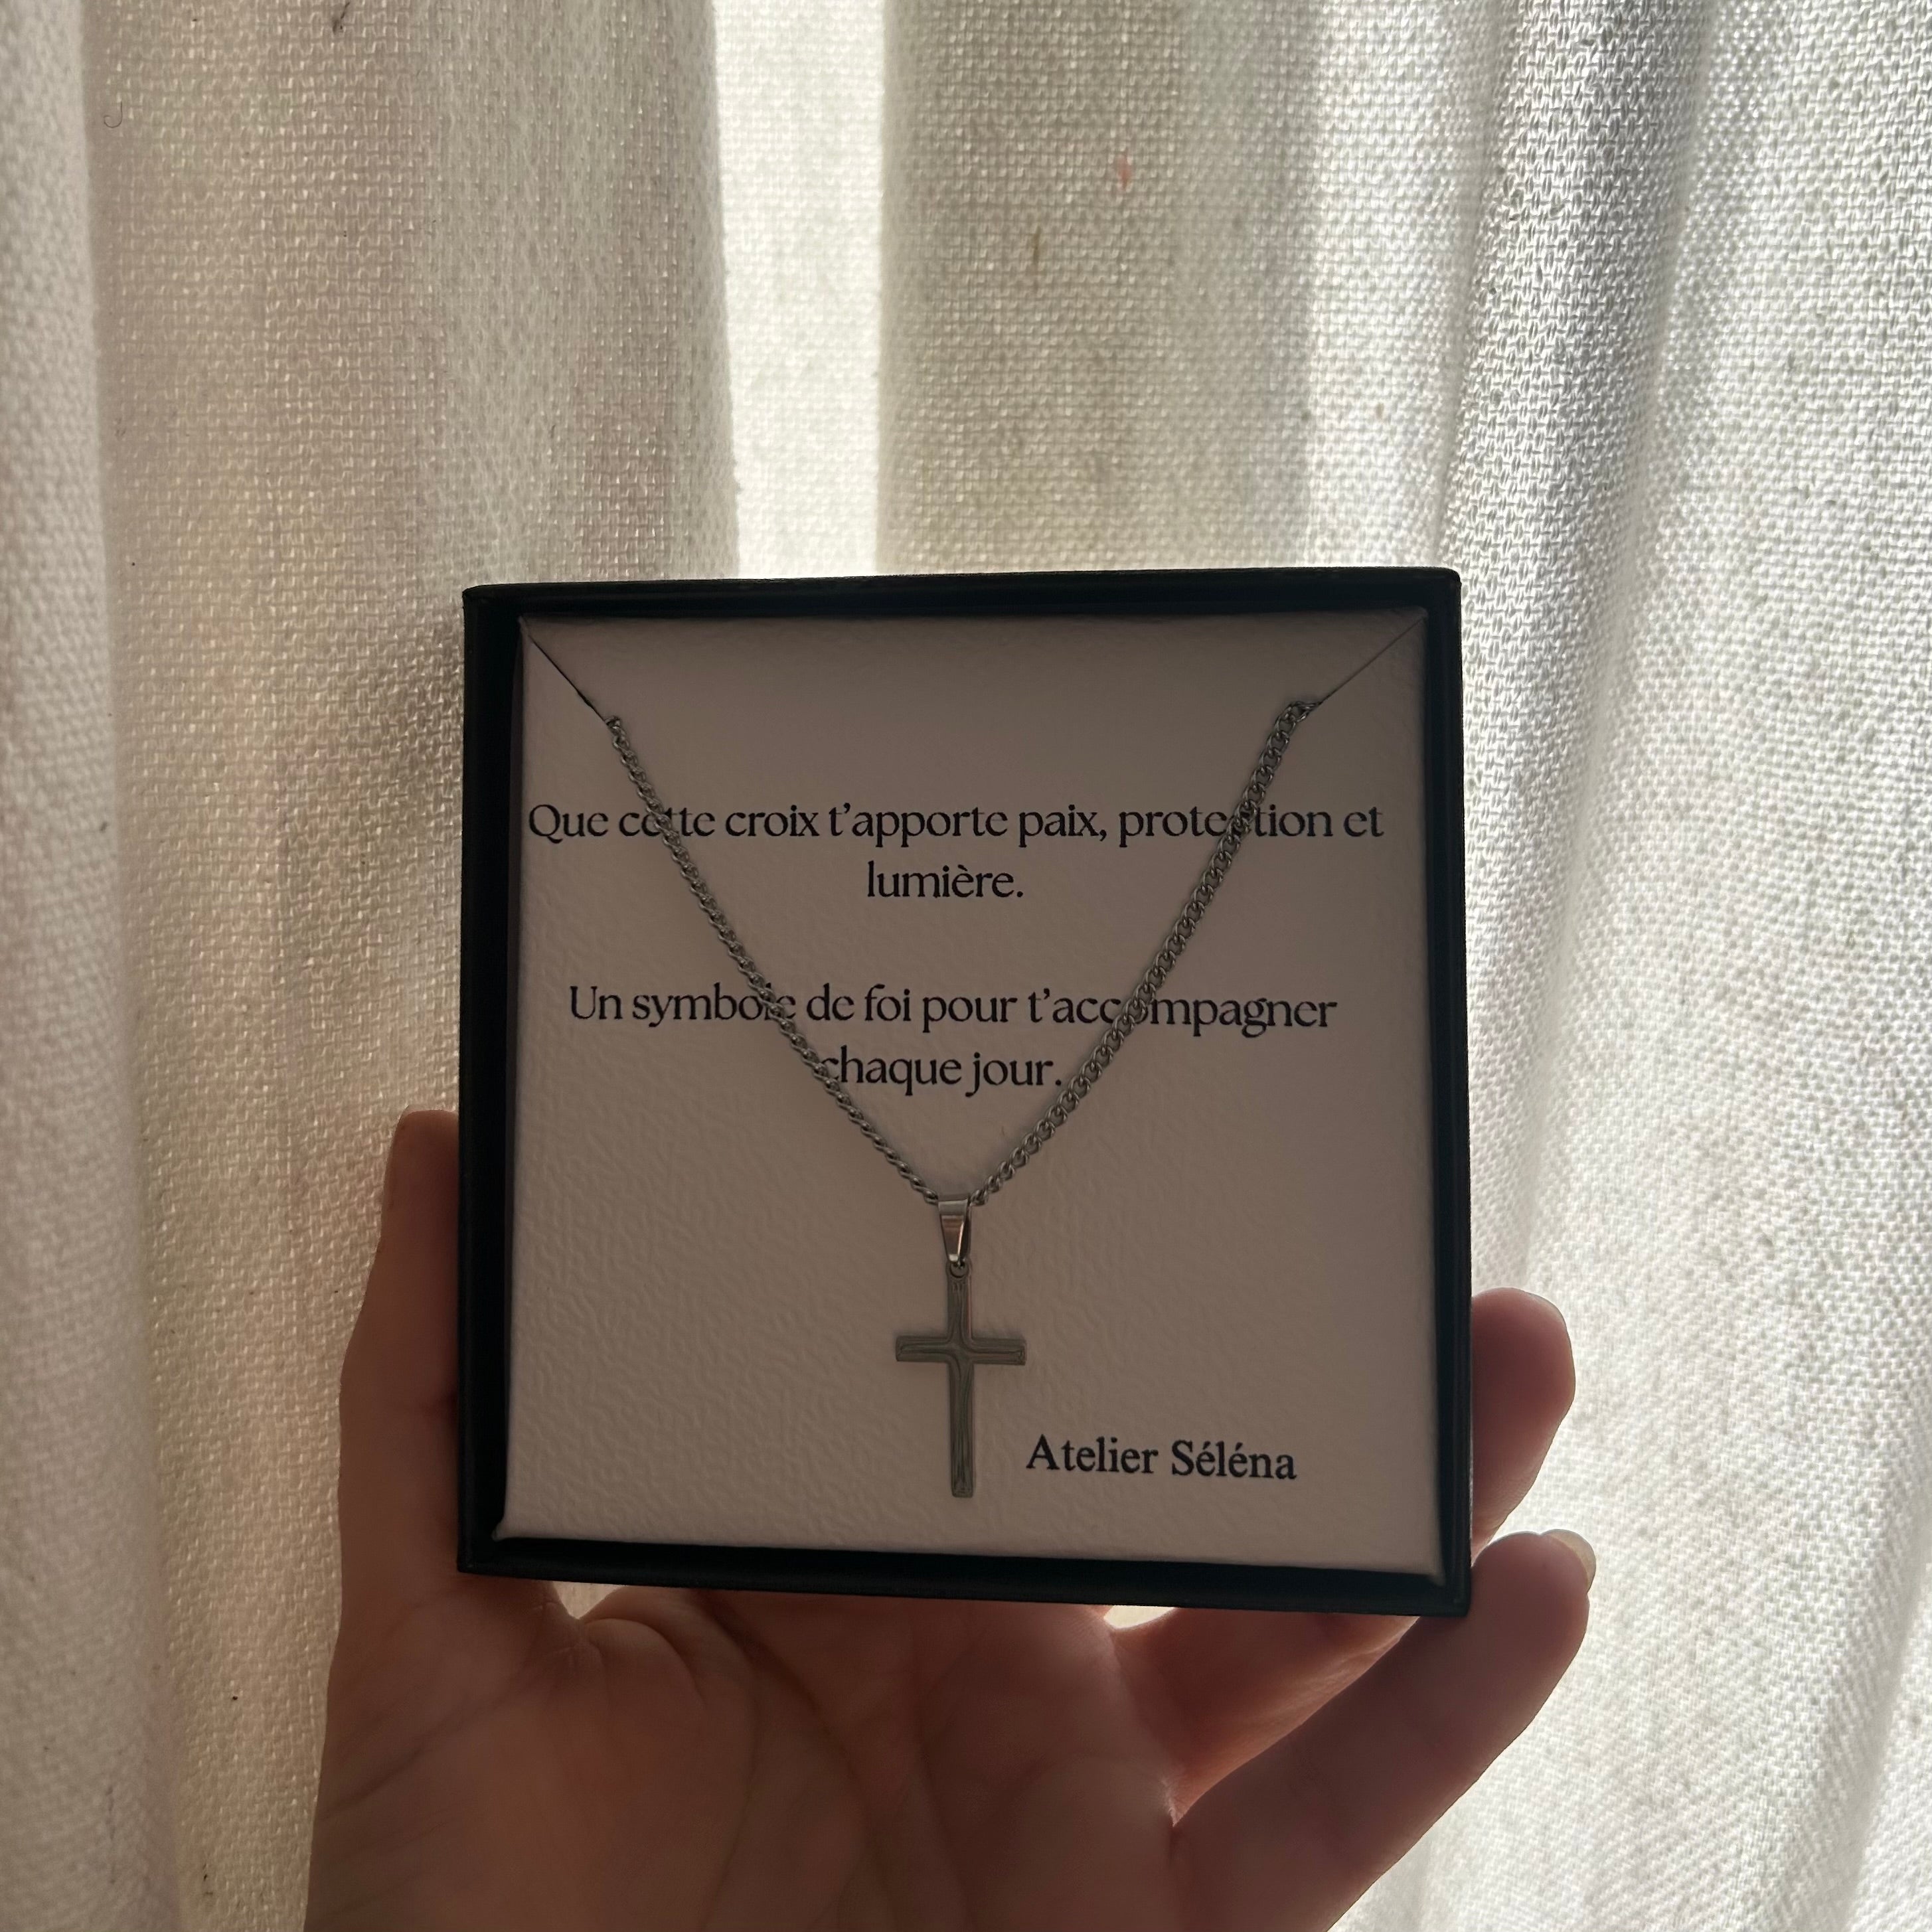 Que cette croix t'apporte paix, protection et
lumière.
Un symbole de foi pour t'accompagner
chaque jour.
Atelier Séléna